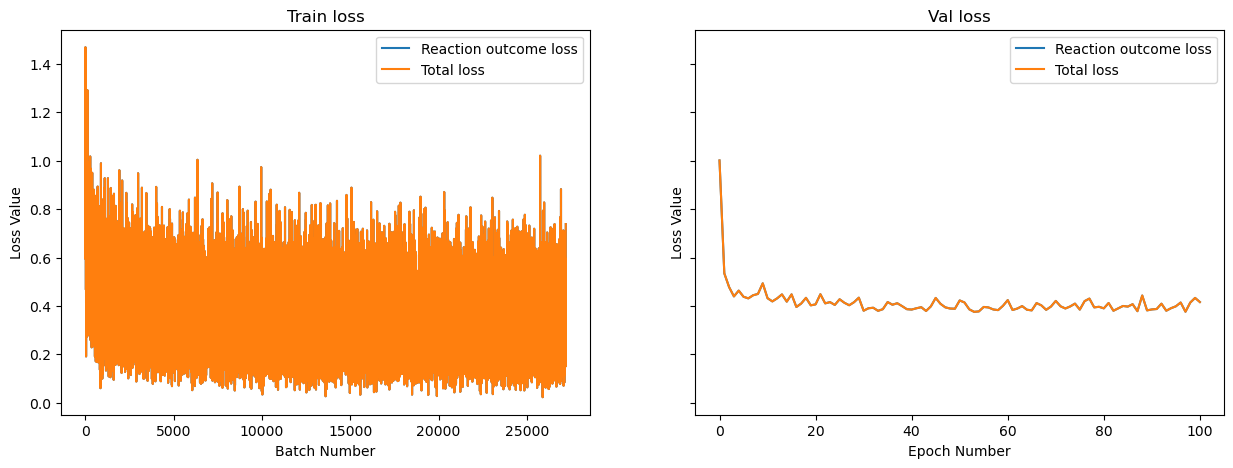 Train loss
Reaction outcome loss
Total loss
Loss Value
1.4
1.2
1.0
0.8
0.6
0.4
0.2
0.0
0
5000
10000
15000
20000
25000
Batch Number
Val loss
Reaction outcome loss
Total loss
Loss Value
0
20
40
60
80
100
Epoch Number